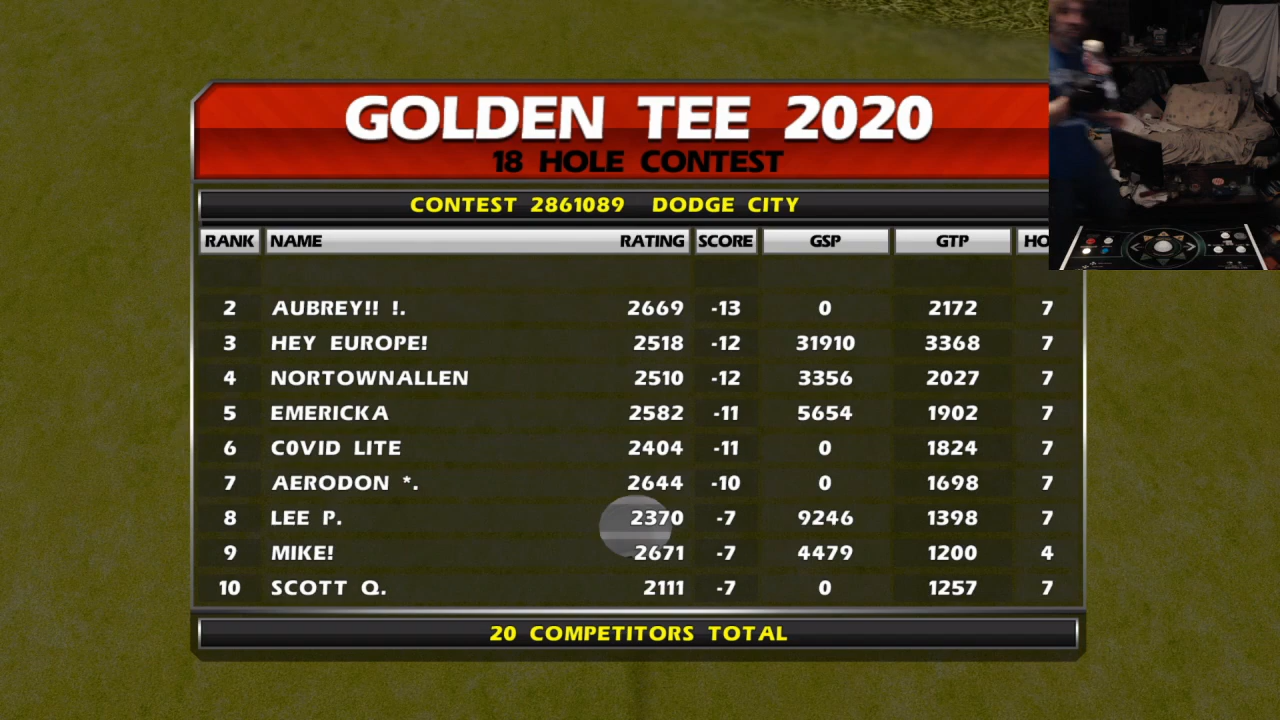 GOLDEN TEE 2020
18 HOLE CONTEST
CONTEST 2861089 DODGE CITY
RANK NAME RATING SCORE GSP GTP HO
2 AUBREY!! !. 2669 -13 0 2172 7
3 HEY EUROPE! 2518 -12 31910 3368 7
4 NORTOWNALLEN 2510 -12 3356 2027 7
5 EMERICKA 2582 -11 5654 1902 7
6 C0VID LITE 2404 -11 0 1824 7
7 AERODON *. 2644 -10 0 1698 7
8 LEE P. 2370 -7 9246 1398 7
9 MIKE! 2671 -7 4479 1200 4
10 SCOTT Q. 2111 -7 0 1257 7
20 COMPETITORS TOTAL